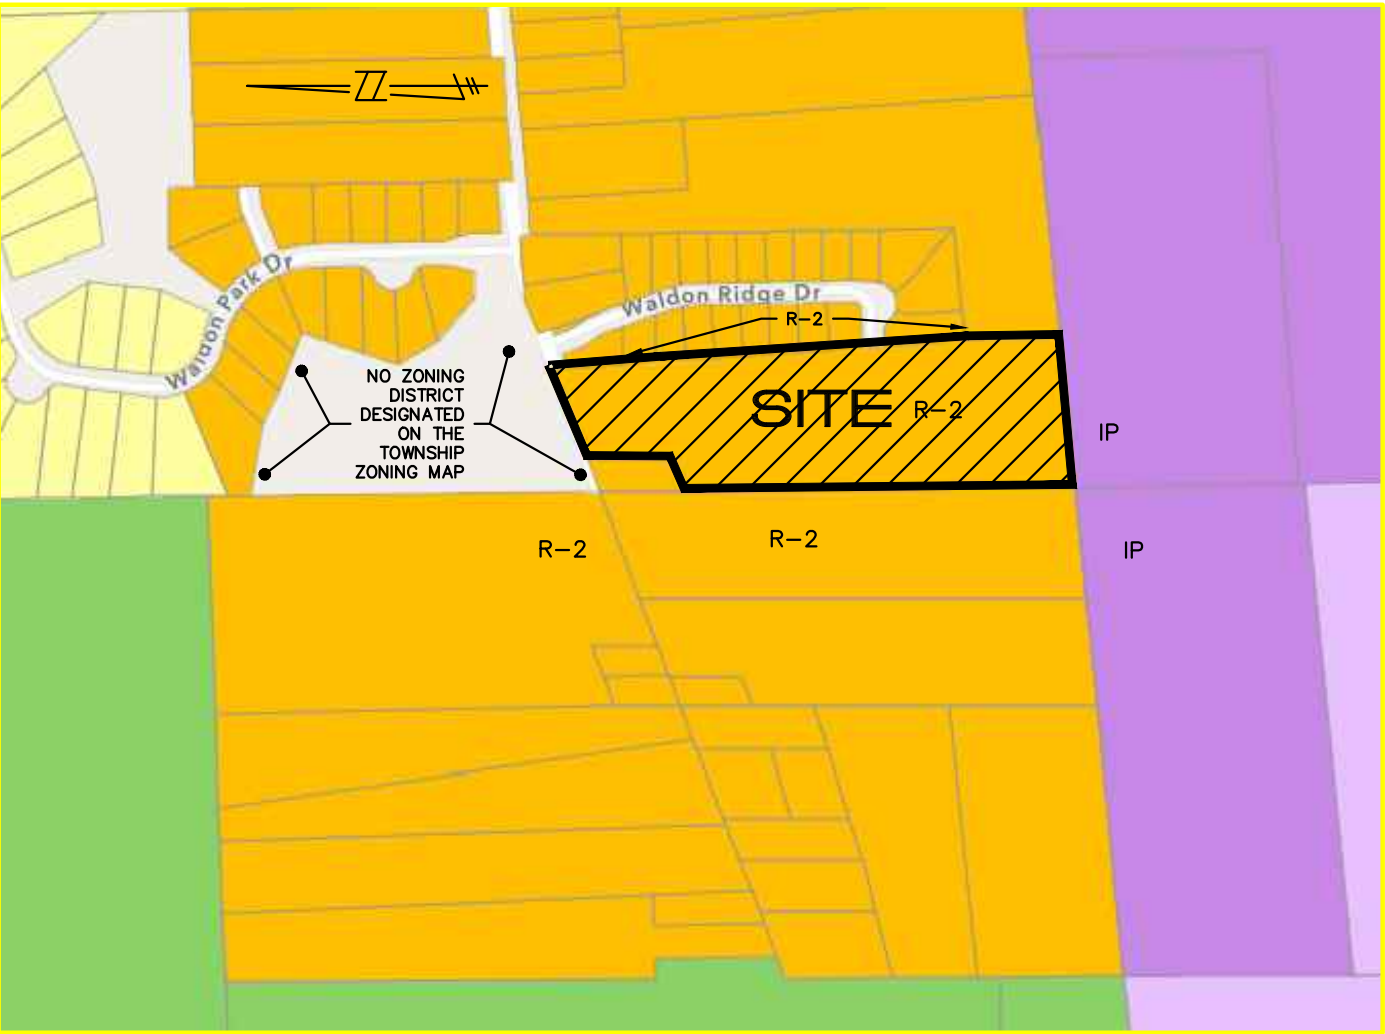 Z
Waldon Park Dr
Waldon Ridge Dr
R-2
NO ZONING
DISTRICT
DESIGNATED
ON THE
TOWNSHIP
ZONING MAP
SITE R-2
IP
R-2
R-2
IP